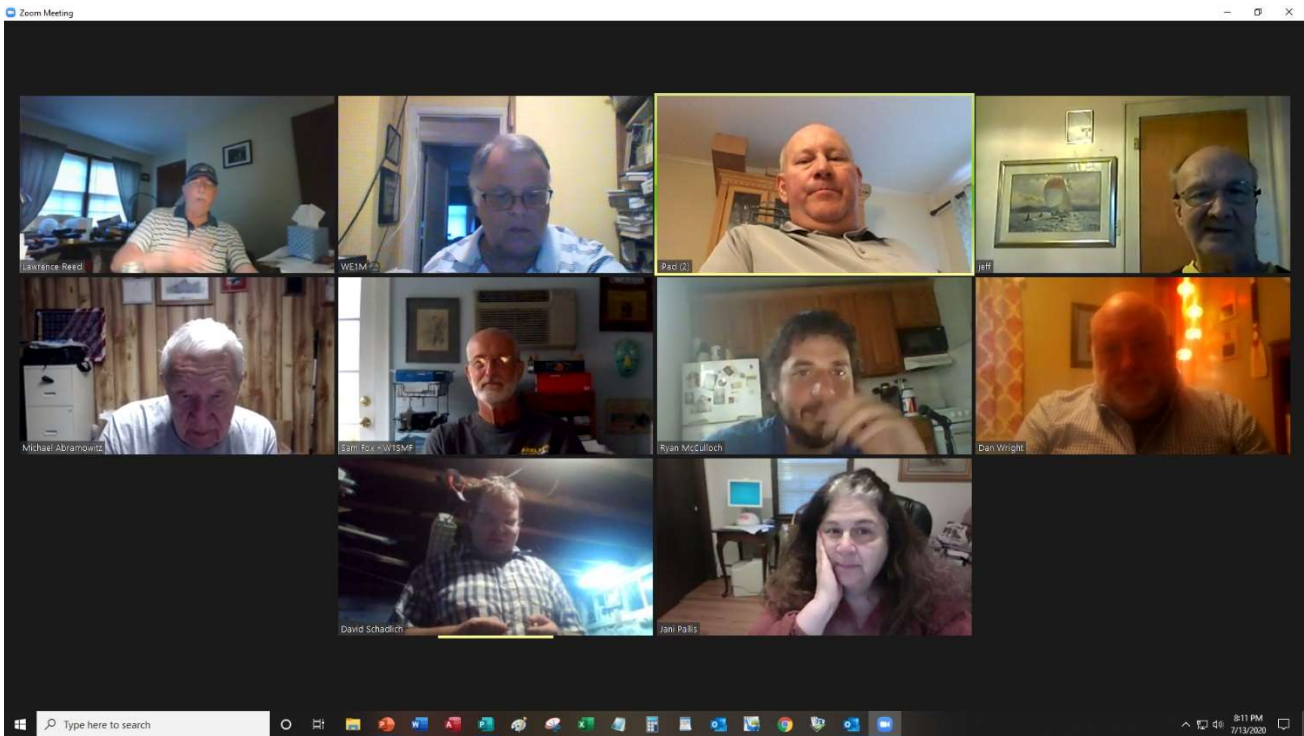 Zoom Meeting
Lawrence Reed
WE1M
Pad (2)
jeff
Michael Abramowitz
Sam Fox - W1SMF
Ryan McCulloch
Dan Wright
David Schadlich
Jani Pallis
Type here to search
8:11 PM
7/13/2020